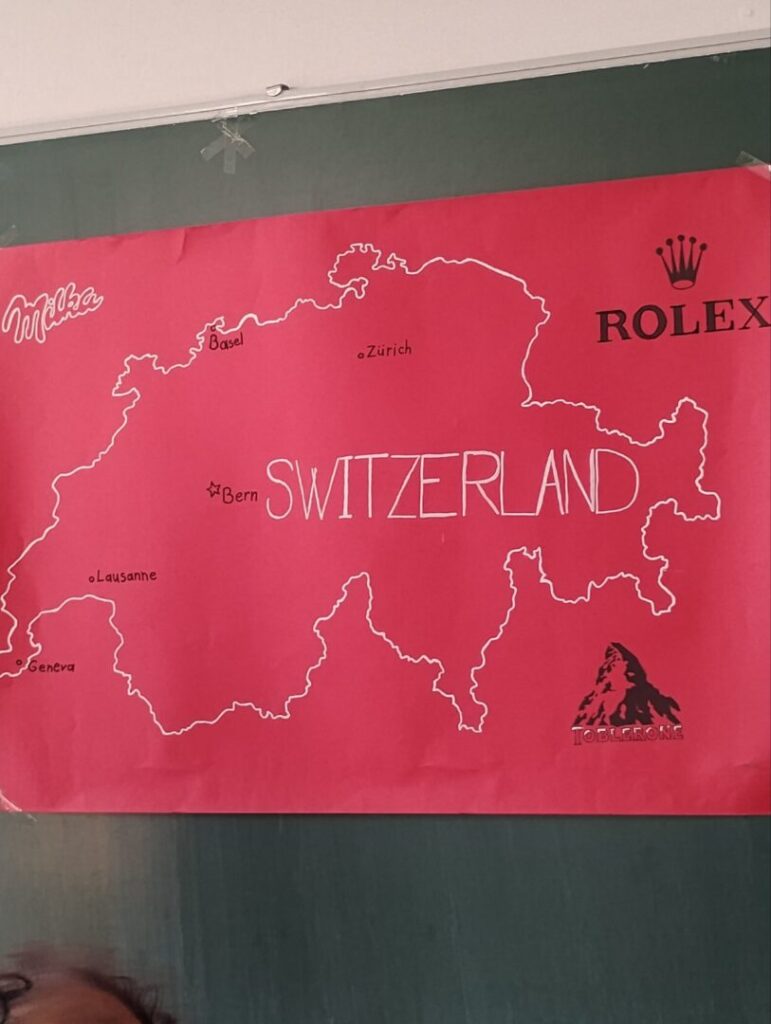 Milka
ROLEX
Basel
Zürich
Bern
SWITZERLAND
Lausanne
Geneva
TOBLERONE